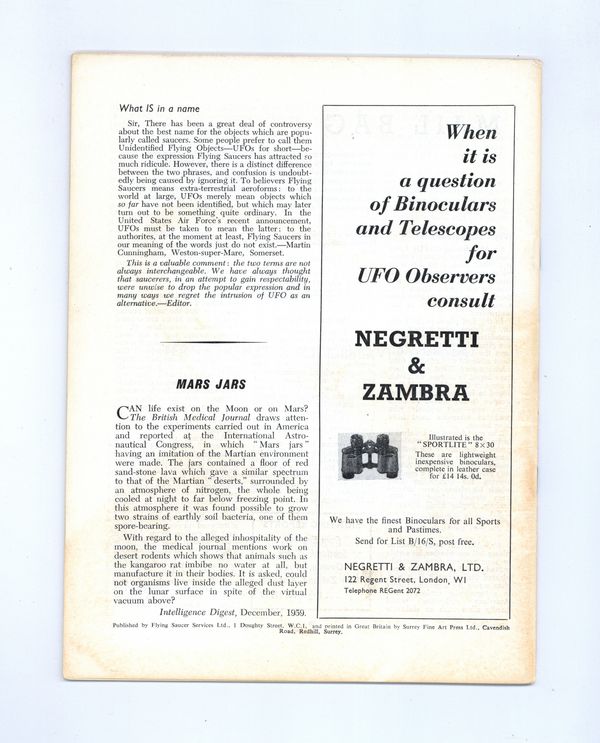 What IS in a name
Sir, There has been a great deal of controversy
about the best name for the objects which are popu-
larly called saucers. Some people prefer to call them
Unidentified Flying Objects—UFOs for short—be-
cause the expression Flying Saucers has attracted so
much ridicule. However, there is a distinct difference
between the two phrases, and confusion is undoubt-
edly being caused by ignoring it. To believers Flying
Saucers means extra-terrestrial aeroforms: to the
world at large, UFOs merely mean objects which
so far have not been identified, but which may later
turn out to be something quite ordinary. In the
United States Air Force's recent announcement,
UFOs must be taken to mean the latter: to the
authorites, at the moment at least, Flying Saucers in
our meaning of the words just do not exist.—Martin
Cunningham, Weston-super-Mare, Somerset.
This is a valuable comment: the two terms are not
always interchangeable. We have always thought
that saucerers, in an attempt to gain respectability,
were unwise to drop the popular expression and in
many ways we regret the intrusion of UFO as an
alternative.—Editor.
MARS JARS
CAN life exist on the Moon or on Mars?
The British Medical Journal draws atten-
tion to the experiments carried out in America
and reported at the International Astro-
nautical Congress, in which "Mars jars"
having an imitation of the Martian environment
were made. The jars contained a floor of red
sand-stone lava which gave a similar spectrum
to that of the Martian "deserts," surrounded by
an atmosphere of nitrogen, the whole being
cooled at night to far below freezing point. In
this atmosphere it was found possible to grow
two strains of earthly soil bacteria, one of them
spore-bearing.
With regard to the alleged inhospitality of the
moon, the medical journal mentions work on
desert rodents which shows that animals such as
the kangaroo rat imbibe no water at all, but
manufacture it in their bodies. It is asked, could
not organisms live inside the alleged dust layer
on the lunar surface in spite of the virtual
vacuum above?
Intelligence Digest, December, 1959.
When
it is
a question
of Binoculars
and Telescopes
for
UFO Observers
consult
NEGRETTI
&
ZAMBRA
Illustrated is the
"SPORTLITE" 8×30
These are lightweight
inexpensive binoculars,
complete in leather case
for £14 14s. 0d.
We have the finest Binoculars for all Sports
and Pastimes.
Send for List B/16/S, post free.
NEGRETTI & ZAMBRA, LTD.
122 Regent Street, London, W1
Telephone REGent 2072
Published by Flying Saucer Services Ltd., 1 Doughty Street, W.C.1, and printed in Great Britain by Surrey Fine Art Press Ltd., Cavendish
Road, Redhill, Surrey.